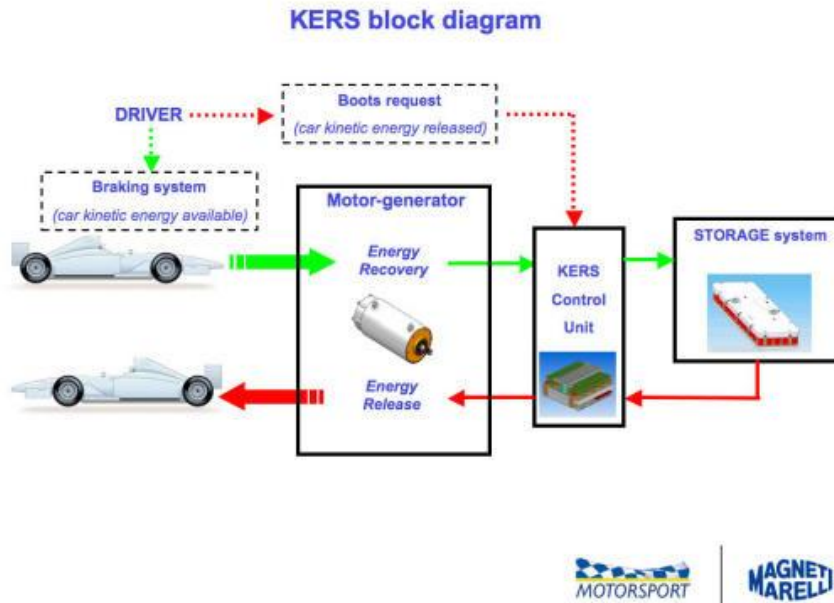 KERS block diagram
DRIVER
Boots request
(car kinetic energy released)
Braking system
(car kinetic energy available)
Motor-generator
Energy
Recovery
Energy
Release
KERS
Control
Unit
STORAGE system
MOTORSPORT
MAGNETI
MARELLI